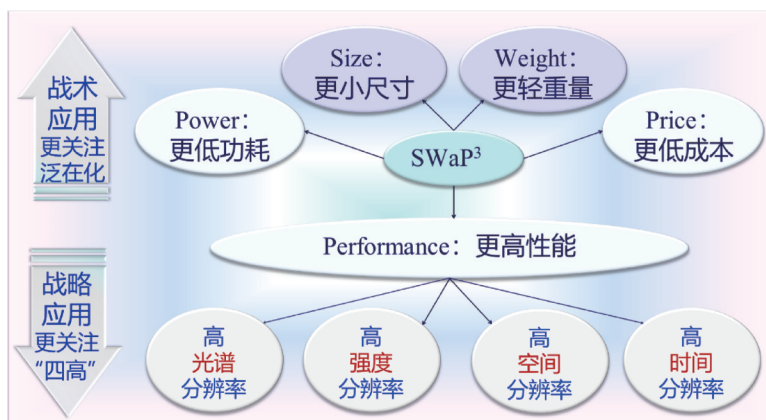 战术
应用
更关注
泛在化
Size：
更小尺寸
Weight：
更轻重量
Power：
更低功耗
SWaP³
Price：
更低成本
Performance：更高性能
战略
应用
更关注
“四高”
高
光谱
分辨率
高
强度
分辨率
高
空间
分辨率
高
时间
分辨率